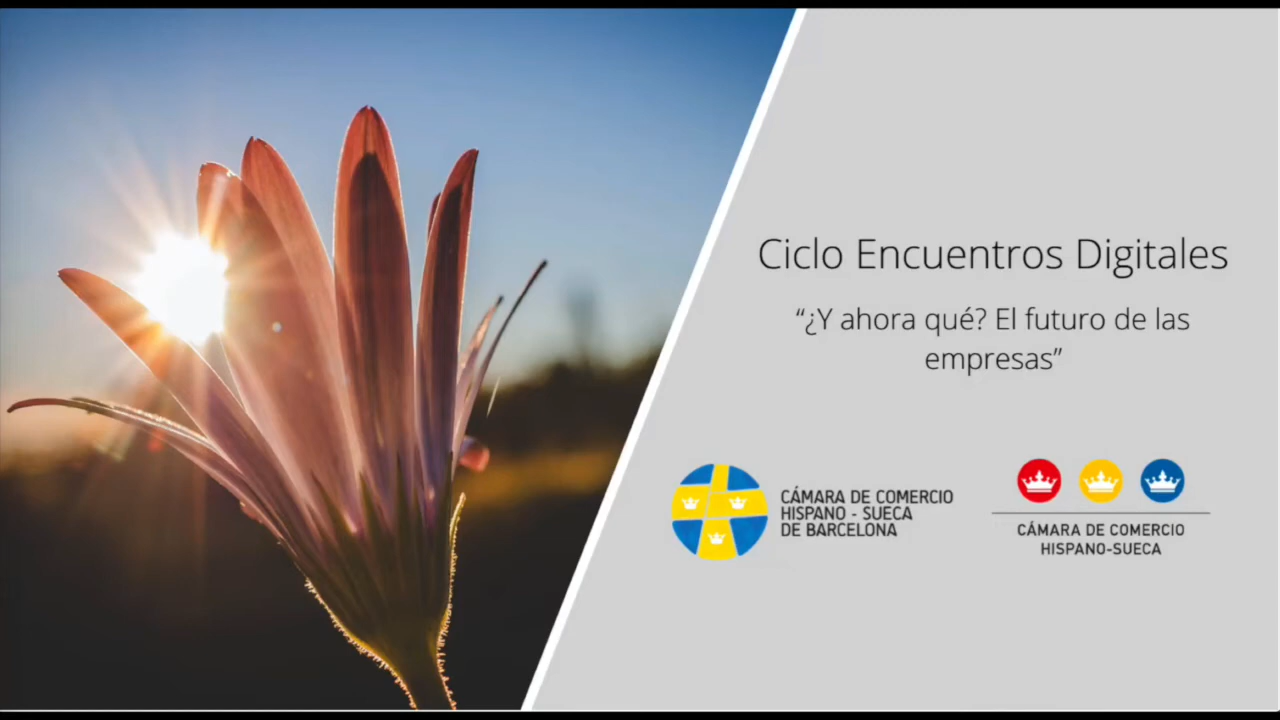 Ciclo Encuentros Digitales
“¿Y ahora qué? El futuro de las
empresas”
CÁMARA DE COMERCIO
HISPANO - SUECA
DE BARCELONA
CÁMARA DE COMERCIO
HISPANO-SUECA